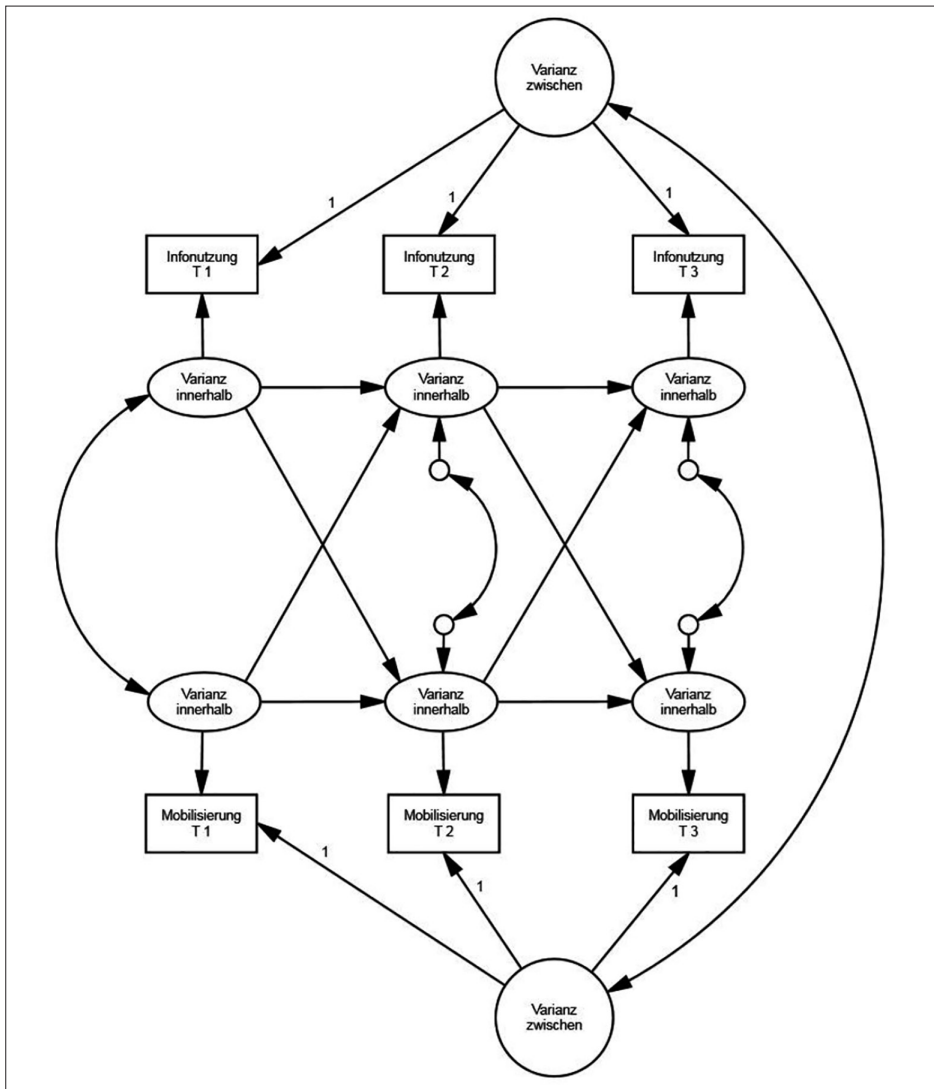 Varianz
zwischen
1
1
1
Infonutzung
T 1
Infonutzung
T 2
Infonutzung
T 3
Varianz
innerhalb
Varianz
innerhalb
Varianz
innerhalb
Varianz
innerhalb
Varianz
innerhalb
Varianz
innerhalb
Mobilisierung
T 1
Mobilisierung
T 2
Mobilisierung
T 3
1
1
1
Varianz
zwischen